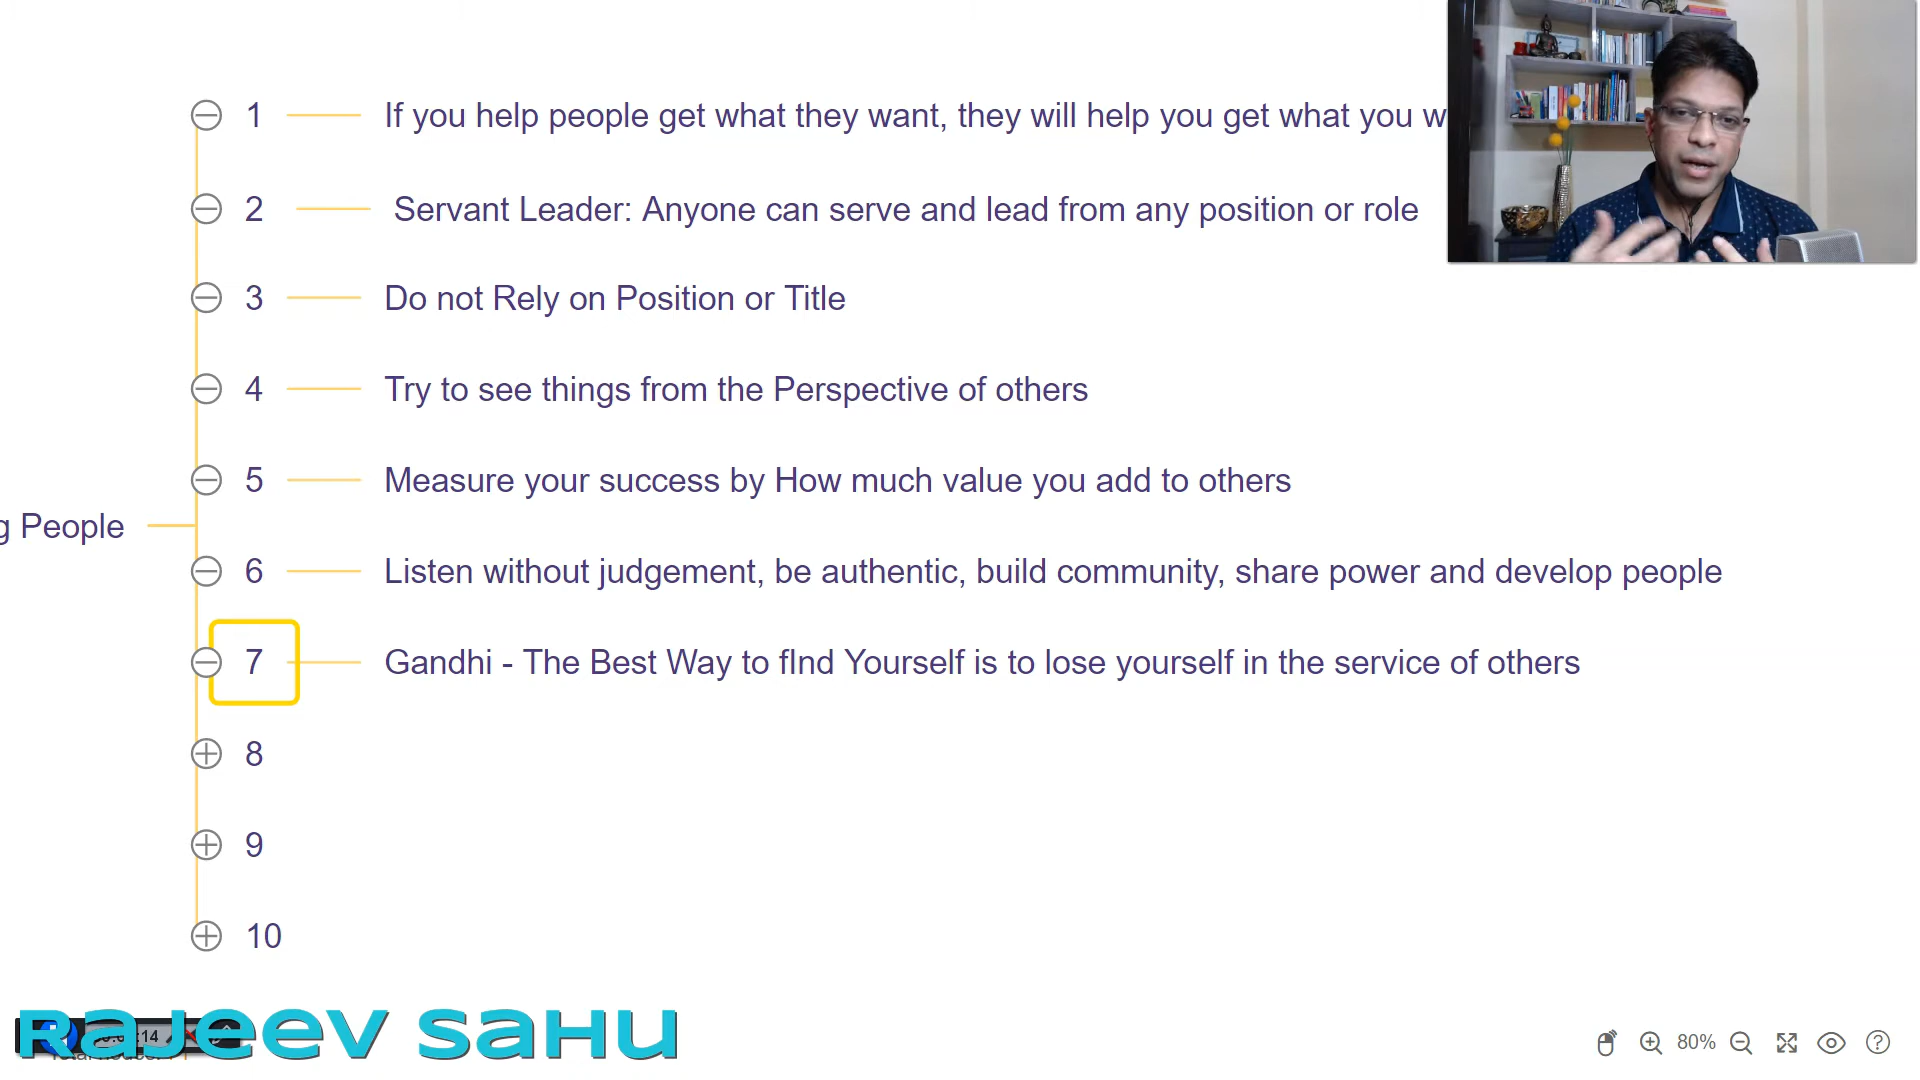 1 If you help people get what they want, they will help you get what you w
2 Servant Leader: Anyone can serve and lead from any position or role
3 Do not Rely on Position or Title
4 Try to see things from the Perspective of others
5 Measure your success by How much value you add to others
g People
6 Listen without judgement, be authentic, build community, share power and develop people
7 Gandhi - The Best Way to fInd Yourself is to lose yourself in the service of others
8
9
10
RAJEEV SAHU
80%